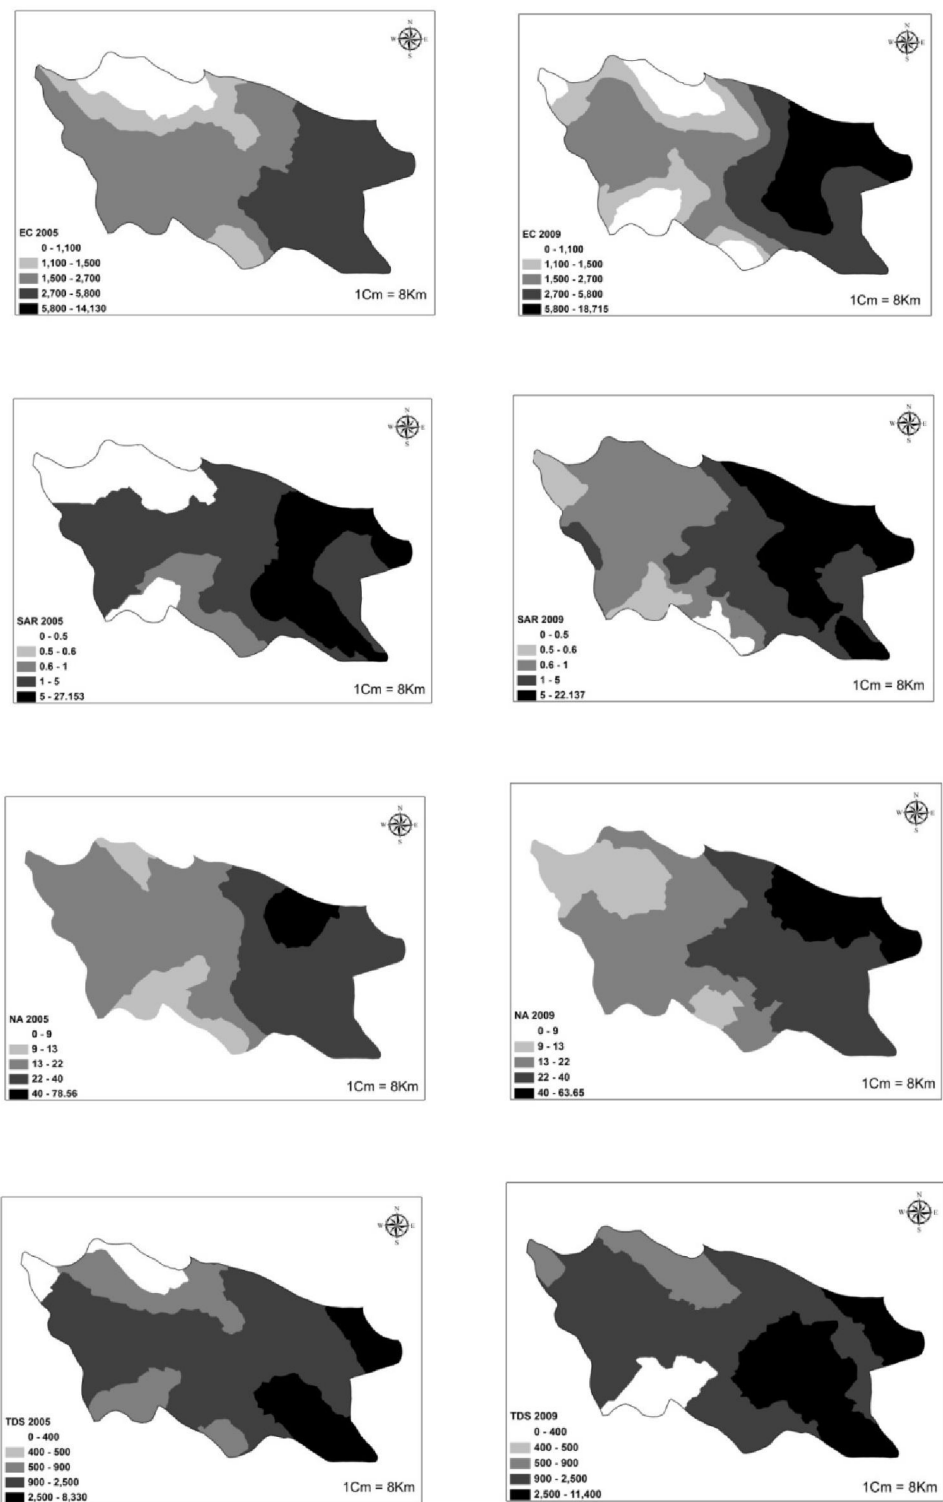 N
W E
S
EC 2005
0 - 1,100
1,100 - 1,500
1,500 - 2,700
2,700 - 5,800
5,800 - 14,130
1Cm = 8Km
N
W E
S
EC 2009
0 - 1,100
1,100 - 1,500
1,500 - 2,700
2,700 - 5,800
5,800 - 18,715
1Cm = 8Km
N
W E
S
SAR 2005
0 - 0.5
0.5 - 0.6
0.6 - 1
1 - 5
5 - 27.153
1Cm = 8Km
N
W E
S
SAR 2009
0 - 0.5
0.5 - 0.6
0.6 - 1
1 - 5
5 - 22.137
1Cm = 8Km
N
W E
S
NA 2005
0 - 9
9 - 13
13 - 22
22 - 40
40 - 78.56
1Cm = 8Km
N
W E
S
NA 2009
0 - 9
9 - 13
13 - 22
22 - 40
40 - 63.65
1Cm = 8Km
N
W E
S
TDS 2005
0 - 400
400 - 500
500 - 900
900 - 2,500
2,500 - 8,330
1Cm = 8Km
N
W E
S
TDS 2009
0 - 400
400 - 500
500 - 900
900 - 2,500
2,500 - 11,400
1Cm = 8Km